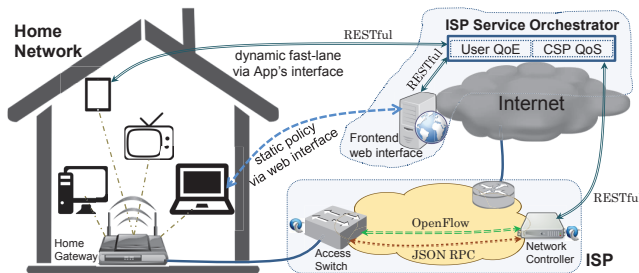 Home
Network
RESTful
dynamic fast-lane
via App's interface
ISP Service Orchestrator
User QoE
CSP QoS
RESTful
Internet
Frontend
web interface
static policy
via web interface
RESTfu
OpenFlow
JSON RPC
Home
Gateway
Access
Switch
Network
Controller
ISP